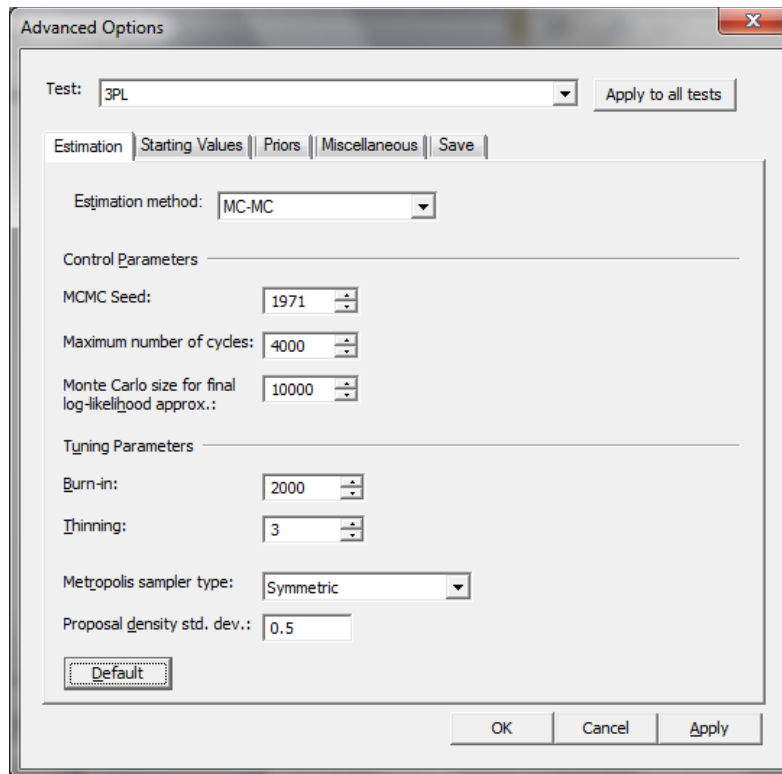 Advanced Options
Test: 3PL Apply to all tests
Estimation Starting Values Priors Miscellaneous Save
Estimation method: MC-MC
Control Parameters
MCMC Seed: 1971
Maximum number of cycles: 4000
Monte Carlo size for final
log-likelihood approx.: 10000
Tuning Parameters
Burn-in: 2000
Thinning: 3
Metropolis sampler type: Symmetric
Proposal density std. dev.: 0.5
Default
OK Cancel Apply